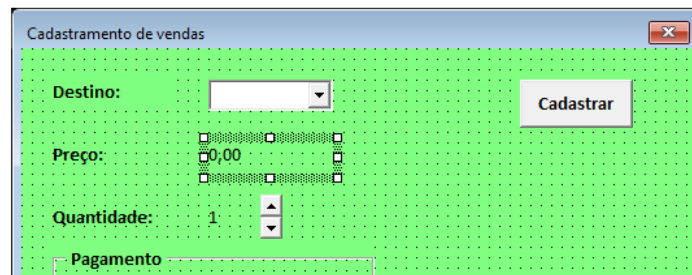 Cadastramento de vendas
Destino:
Cadastrar
Preço: 0,00
Quantidade: 1
Pagamento